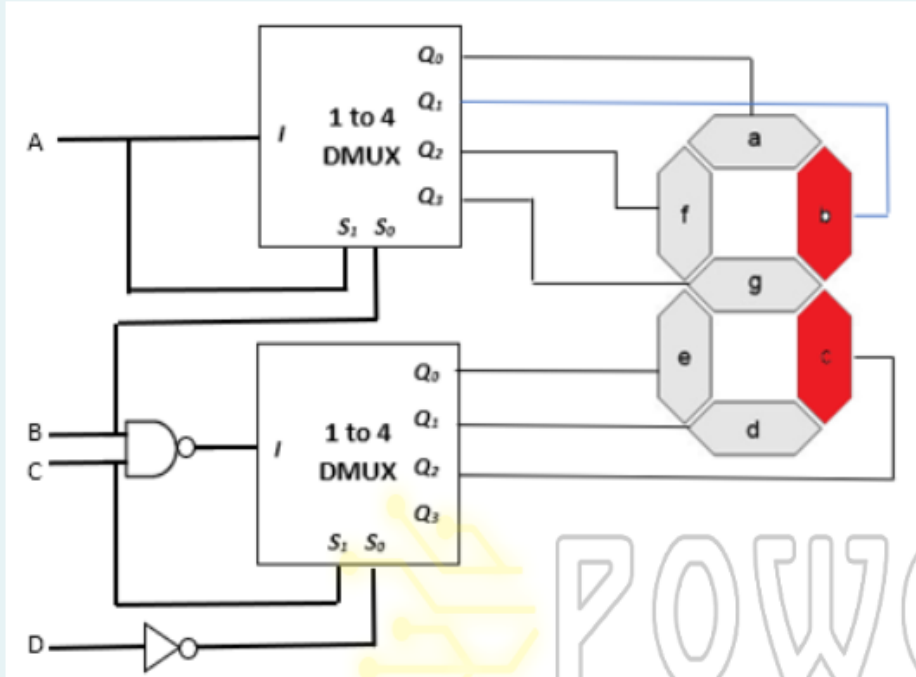 Q₀
Q₁
A
I
1 to 4
DMUX
Q₂
Q₃
S₁ S₀
a
f
b
g
e
c
d
B
C
I
1 to 4
DMUX
Q₀
Q₁
Q₂
Q₃
S₁ S₀
D
POW